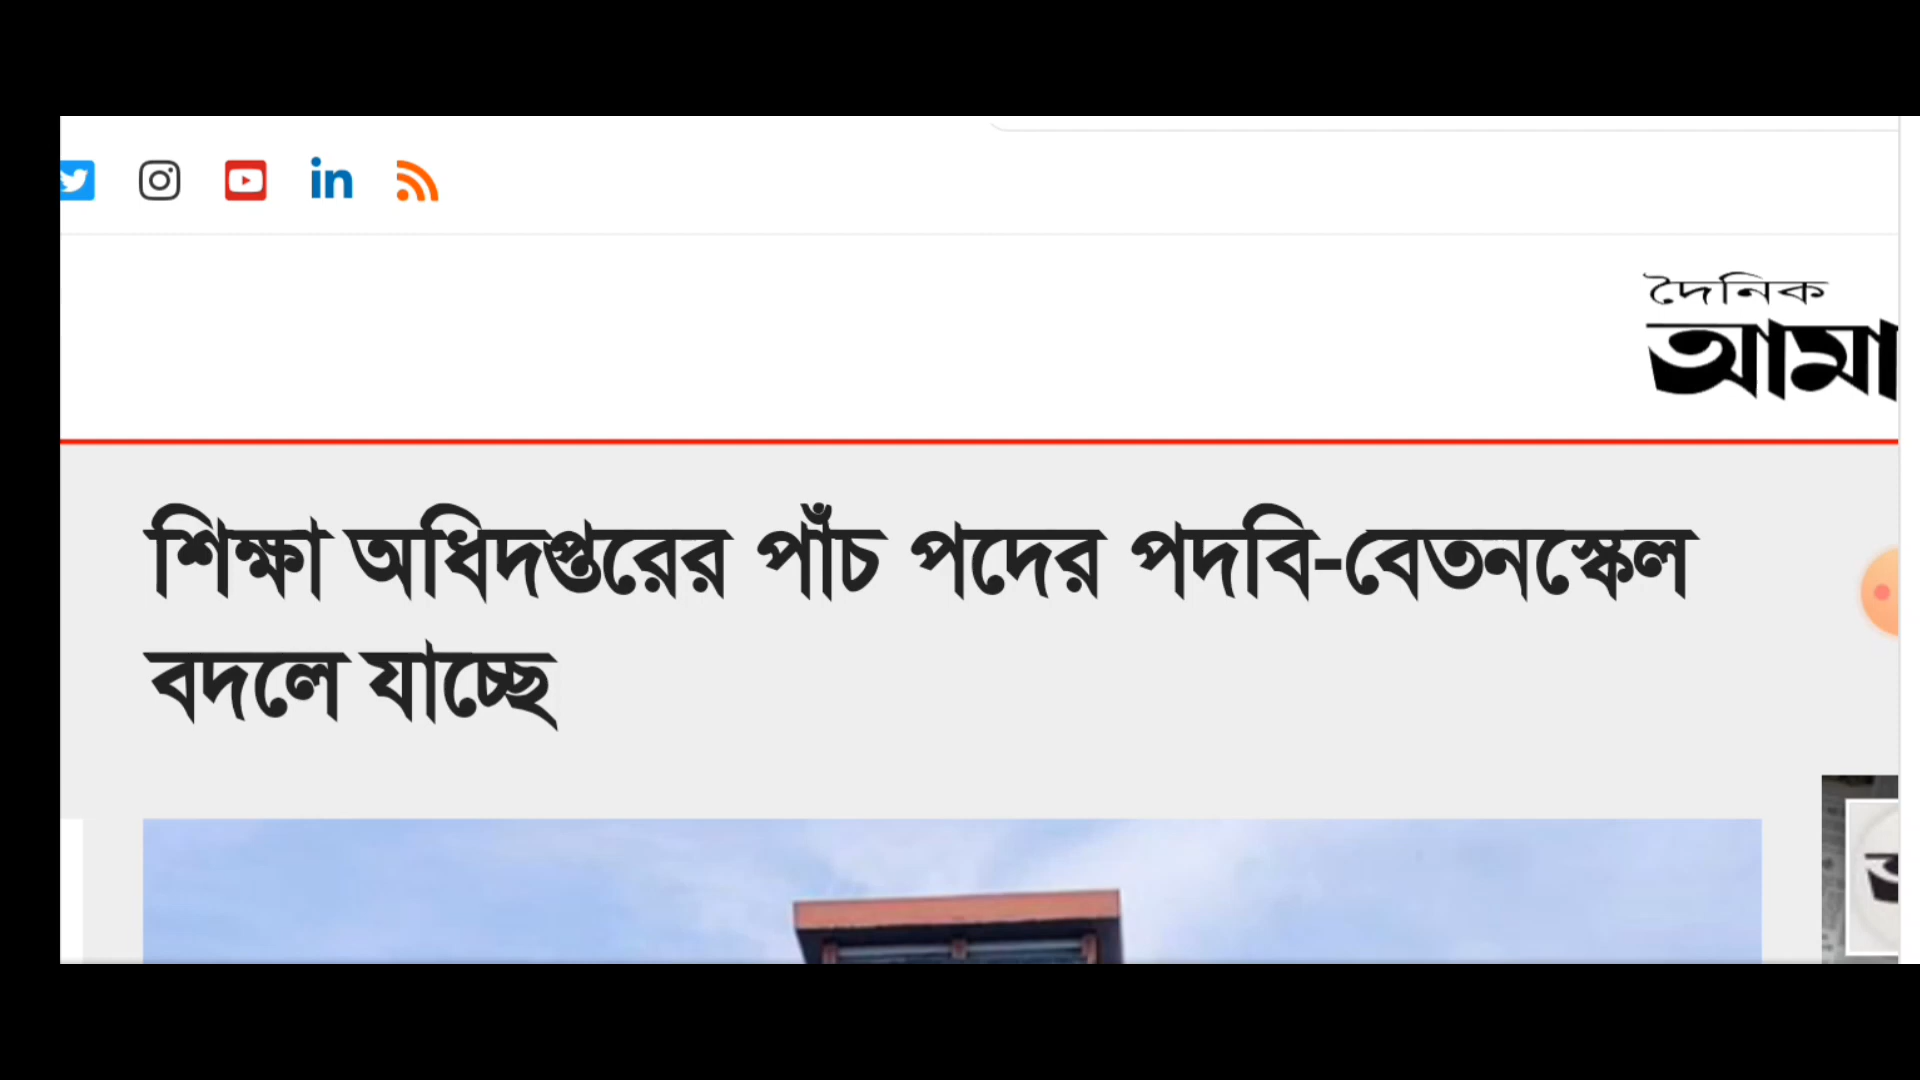 দৈনিক
শিক্ষা অধিদপ্তরের পাঁচ পদের পদবি-বেতনস্কেল
বদলে যাচ্ছে